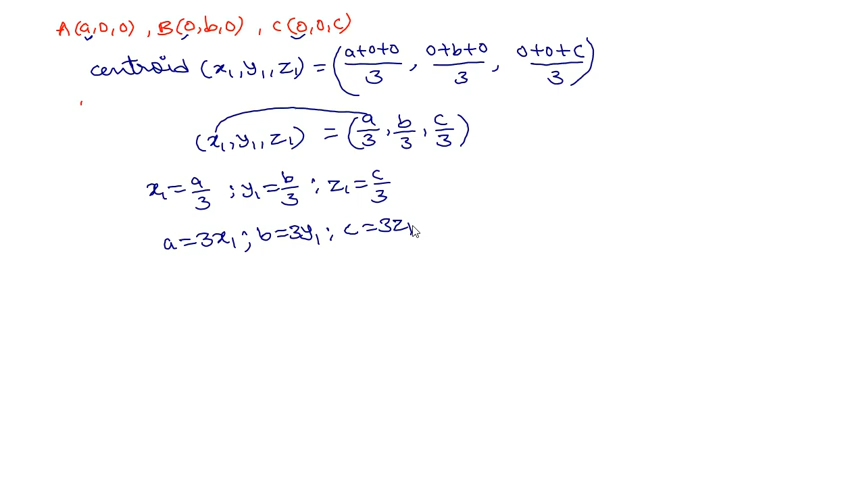 A(a,0,0) , B(0,b,0) , C(0,0,c)
centroid (x₁,y₁,z₁) = (a+0+0/3 , 0+b+0/3 , 0+0+c/3)
(x₁,y₁,z₁) = (a/3 , b/3 , c/3)
x₁=a/3 ; y₁=b/3 ; z₁=c/3
a=3x₁ ; b=3y₁ ; c=3z₁